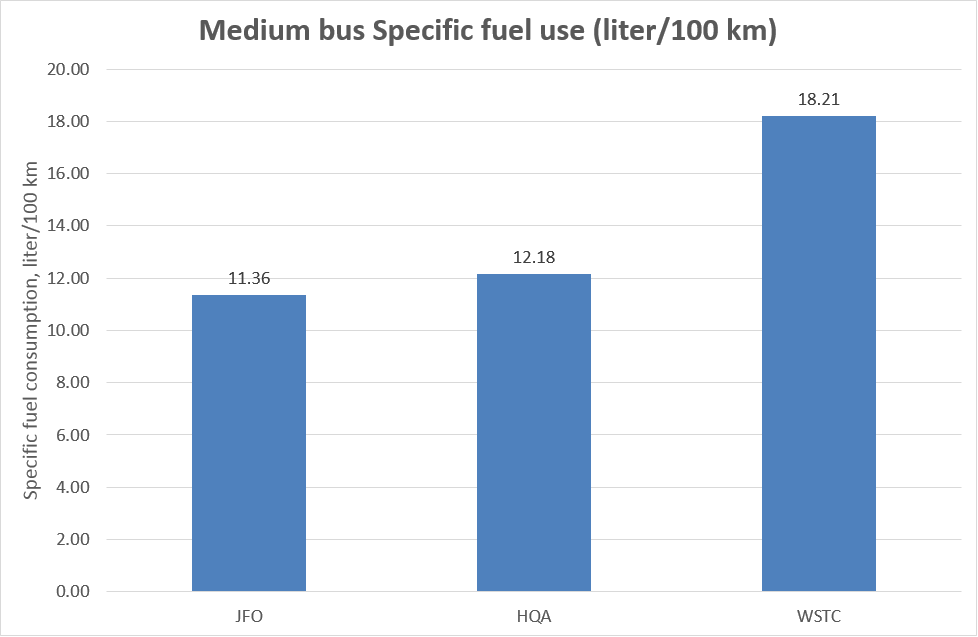 Medium bus Specific fuel use (liter/100 km)
Specific fuel consumption, liter/100 km
20.00
18.00
16.00
14.00
12.00
10.00
8.00
6.00
4.00
2.00
0.00
11.36
12.18
18.21
JFO
HQA
WSTC